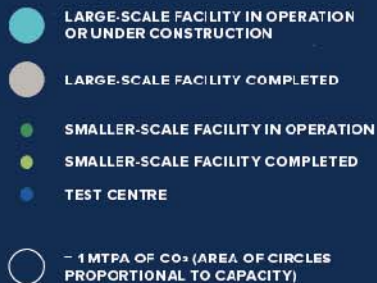 LARGE-SCALE FACILITY IN OPERATION
OR UNDER CONSTRUCTION
LARGE-SCALE FACILITY COMPLETED
SMALLER-SCALE FACILITY IN OPERATION
SMALLER-SCALE FACILITY COMPLETED
TEST CENTRE
= 1 MTPA OF CO₂ (AREA OF CIRCLES
PROPORTIONAL TO CAPACITY)